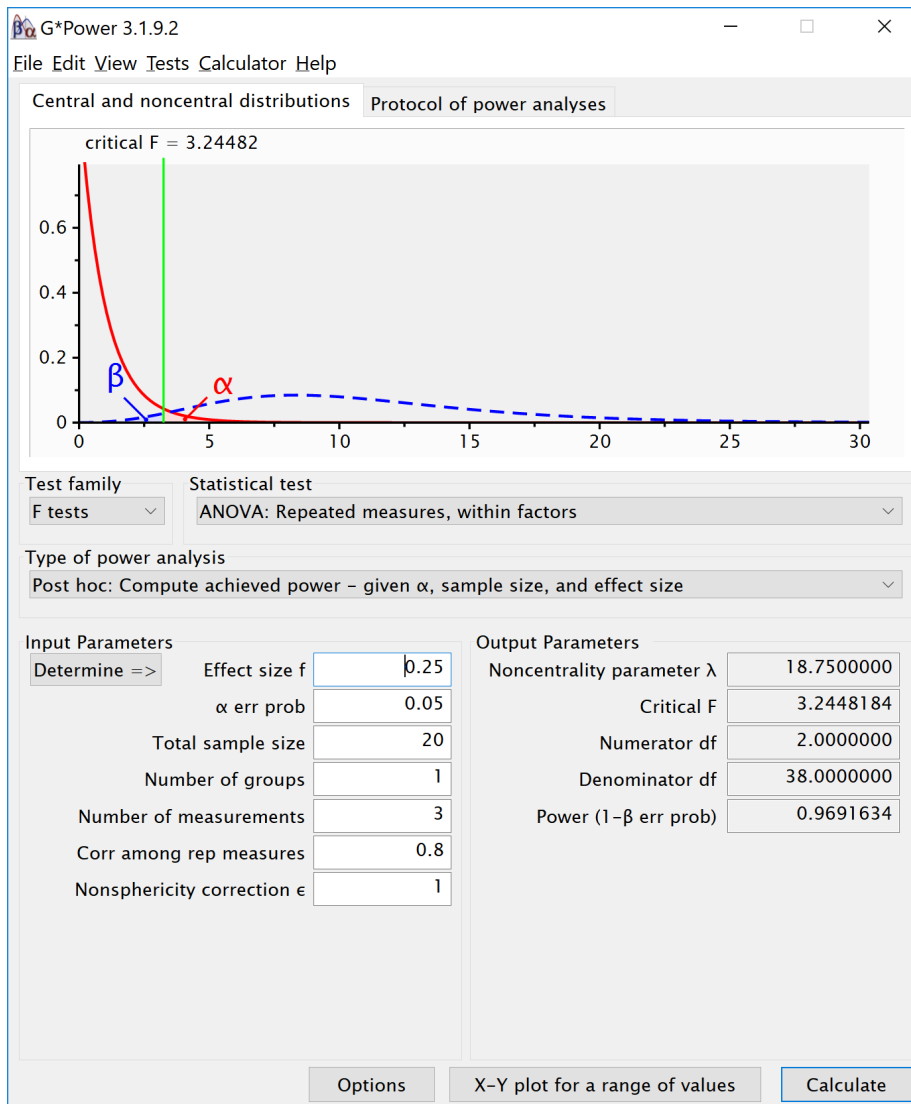 G*Power 3.1.9.2
File Edit View Tests Calculator Help
Central and noncentral distributions Protocol of power analyses
critical F = 3.24482
0.6
0.4
0.2
0
β
α
0 5 10 15 20 25 30
Test family Statistical test
F tests ANOVA: Repeated measures, within factors
Type of power analysis
Post hoc: Compute achieved power – given α, sample size, and effect size
Input Parameters
Determine => Effect size f 0.25
α err prob 0.05
Total sample size 20
Number of groups 1
Number of measurements 3
Corr among rep measures 0.8
Nonsphericity correction ϵ 1
Output Parameters
Noncentrality parameter λ 18.7500000
Critical F 3.2448184
Numerator df 2.0000000
Denominator df 38.0000000
Power (1–β err prob) 0.9691634
Options X–Y plot for a range of values Calculate